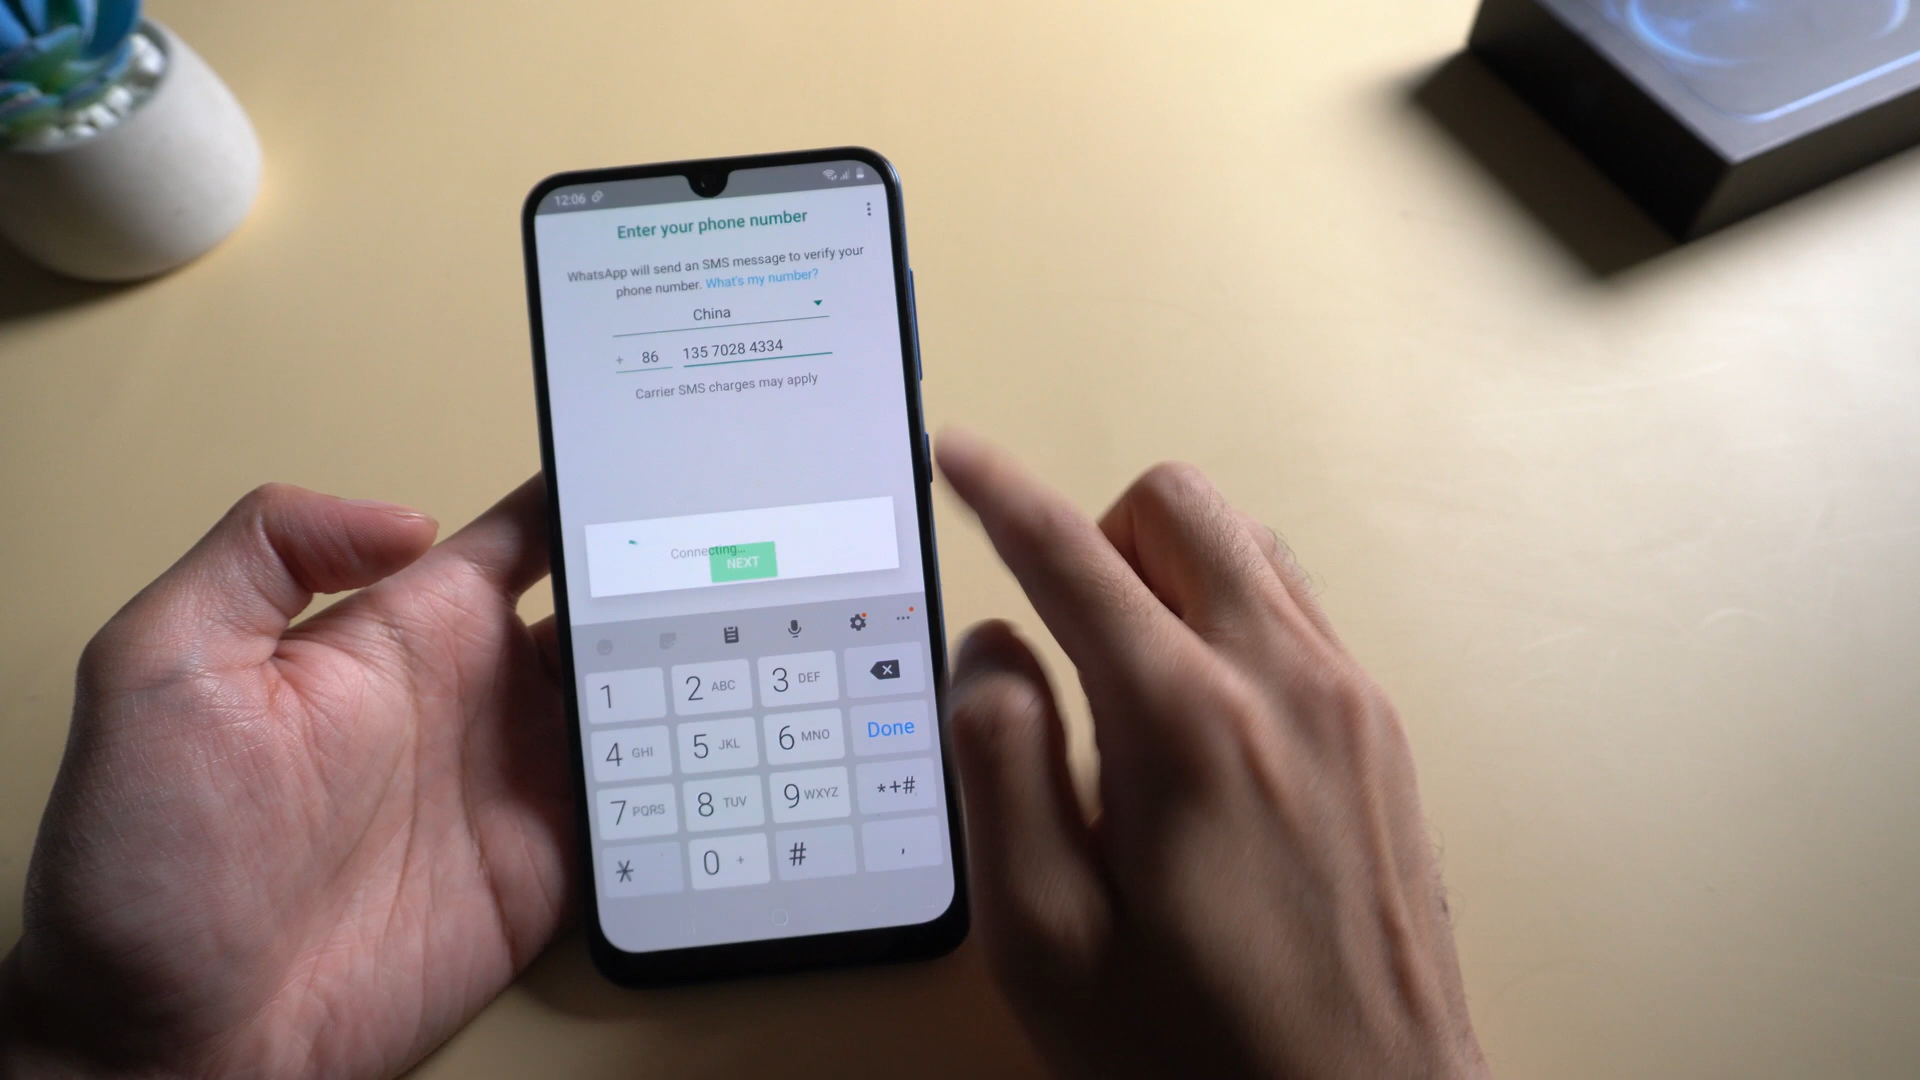 12:06
Enter your phone number
WhatsApp will send an SMS message to verify your
phone number. What's my number?
China
+ 86 135 7028 4334
Carrier SMS charges may apply
Connecting...
NEXT
1 2 ABC 3 DEF
4 GHI 5 JKL 6 MNO Done
7 PQRS 8 TUV 9 WXYZ *+#
* 0 + # ,